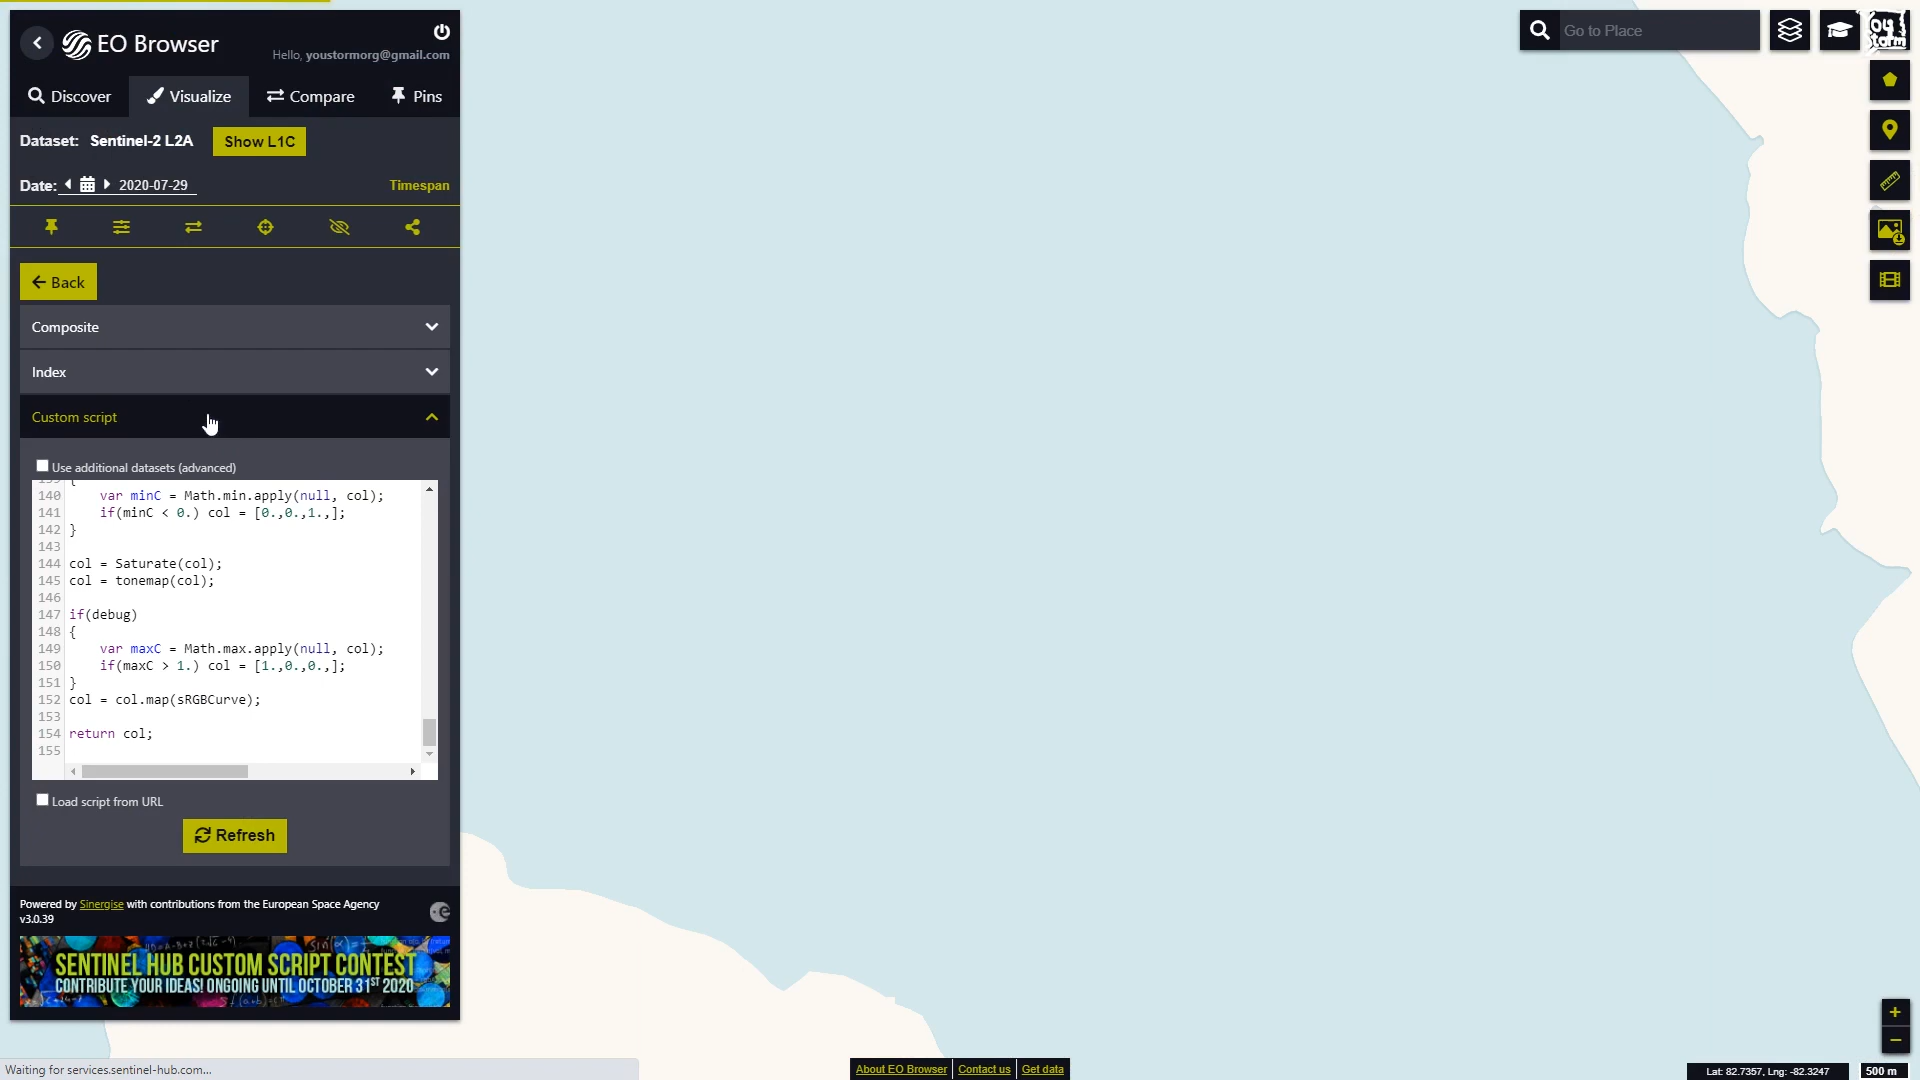 EO Browser
Hello, youstormorg@gmail.com
Discover
Visualize
Compare
Pins
Dataset: Sentinel-2 L2A
Show L1C
Date: 2020-07-29
Timespan
Back
Composite
Index
Custom script
Use additional datasets (advanced)
140 var minC = Math.min.apply(null, col);
141 if(minC < 0.) col = [0.,0.,1.,];
142 }
143
144 col = Saturate(col);
145 col = tonemap(col);
146
147 if(debug)
148 {
149 var maxC = Math.max.apply(null, col);
150 if(maxC > 1.) col = [1.,0.,0.,];
151 }
152 col = col.map(sRGBCurve);
153
154 return col;
155
Load script from URL
Refresh
Powered by Sinergise with contributions from the European Space Agency
v3.0.39
SENTINEL HUB CUSTOM SCRIPT CONTEST
CONTRIBUTE YOUR IDEAS! ONGOING UNTIL OCTOBER 31ST 2020
Waiting for services.sentinel-hub.com...
Go to Place
About EO Browser
Contact us
Get data
+
−
Lat: 82.7357, Lng: -82.3247
500 m